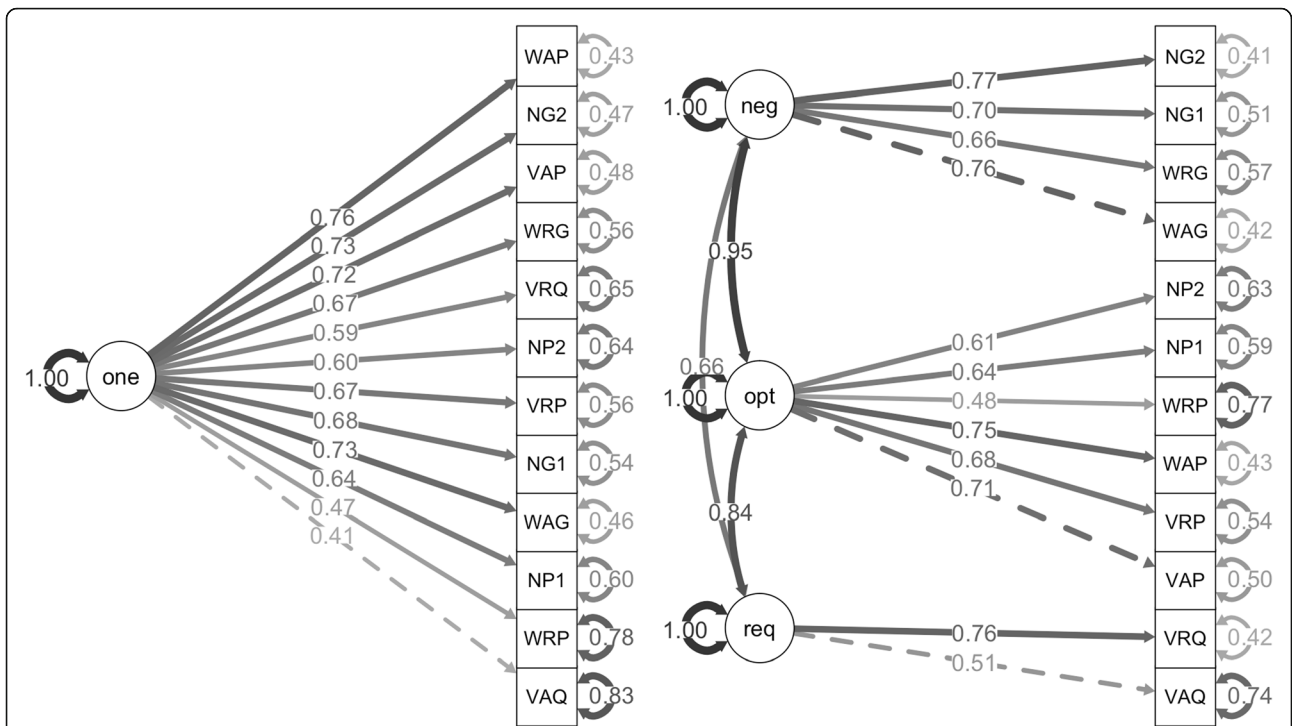 WAP 0.43
NG2 0.47
VAP 0.48
WRG 0.56
VRQ 0.65
NP2 0.64
VRP 0.56
NG1 0.54
WAG 0.46
NP1 0.60
WRP 0.78
VAQ 0.83
0.76
0.73
0.72
0.67
0.59
0.60
0.67
0.68
0.73
0.64
0.47
0.41
1.00 one
1.00 neg
0.95
0.66
1.00 opt
0.84
1.00 req
0.77
0.70
0.66
0.76
0.61
0.64
0.48
0.75
0.68
0.71
0.76
0.51
NG2 0.41
NG1 0.51
WRG 0.57
WAG 0.42
NP2 0.63
NP1 0.59
WRP 0.77
WAP 0.43
VRP 0.54
VAP 0.50
VRQ 0.42
VAQ 0.74